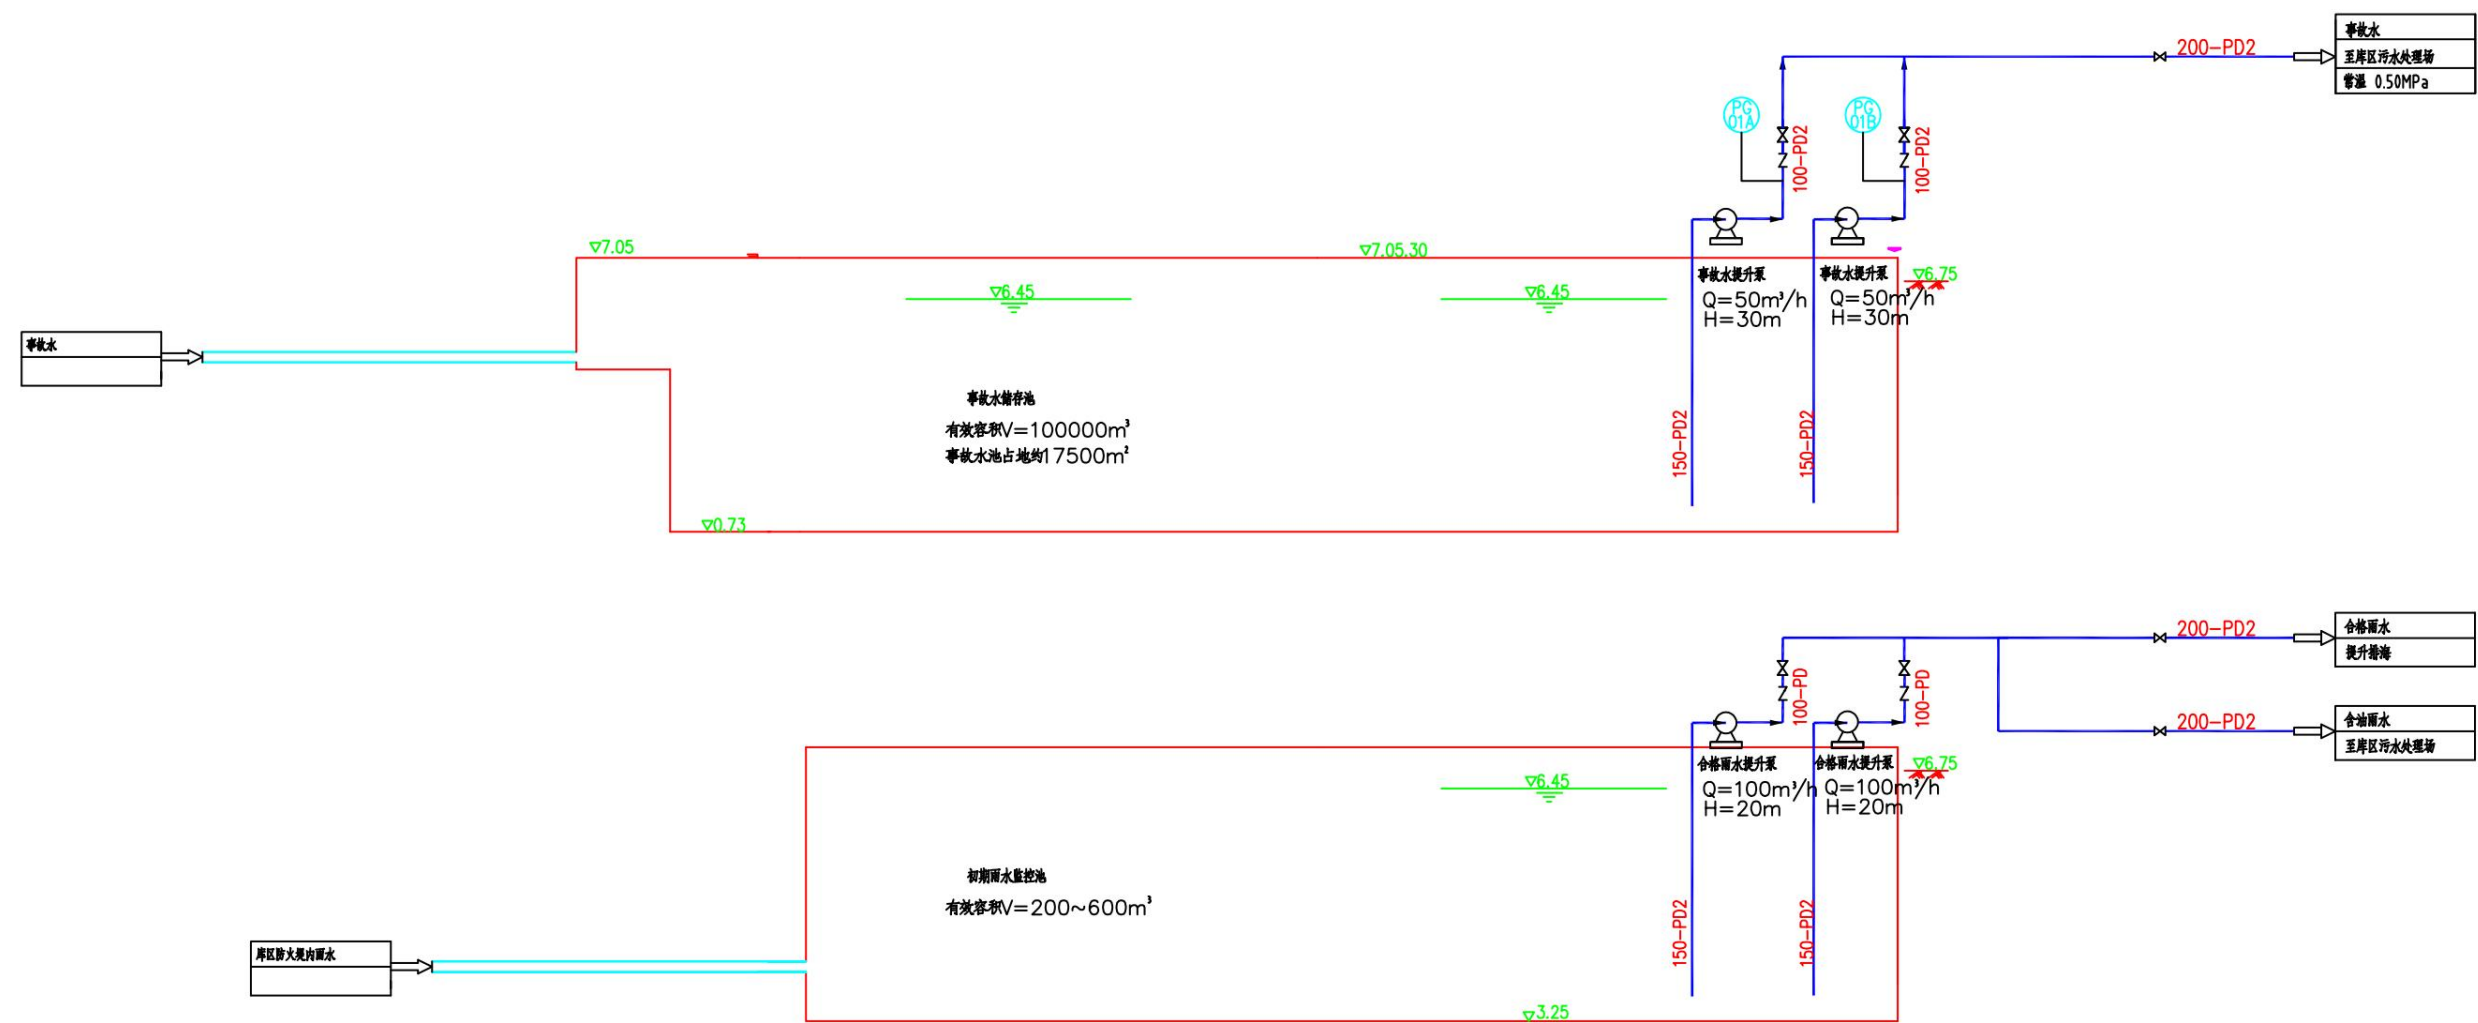 事故水
至库区污水处理场
常温 0.50MPa
200-PD2
PG
01A
PG
01B
100-PD2
100-PD2
▽7.05
▽7.05.30
▽6.45
▽6.45
事故水提升泵
Q=50m³/h
H=30m
事故水提升泵
Q=50m³/h
H=30m
▽6.75
事故水
事故水储存池
有效容积V=100000m³
事故水池占地约17500m²
150-PD2
150-PD2
▽0.73
200-PD2
合格雨水
提升排海
100-PD
100-PD
200-PD2
含油雨水
至库区污水处理场
合格雨水提升泵
Q=100m³/h
H=20m
合格雨水提升泵
Q=100m³/h
H=20m
▽6.75
▽6.45
初期雨水监控池
有效容积V=200~600m³
150-PD2
150-PD2
库区防火堤内雨水
▽3.25